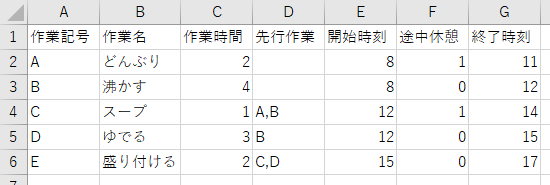 A B C D E F G
1 作業記号 作業名 作業時間 先行作業 開始時刻 途中休憩 終了時刻
2 A どんぶり 2 8 1 11
3 B 沸かす 4 8 0 12
4 C スープ 1 A,B 12 1 14
5 D ゆでる 3 B 12 0 15
6 E 盛り付ける 2 C,D 15 0 17